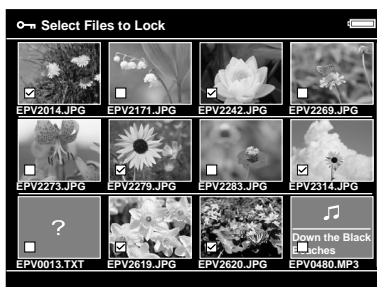 Select Files to Lock
EPV2014.JPG EPV2171.JPG EPV2242.JPG EPV2269.JPG
EPV2273.JPG EPV2279.JPG EPV2283.JPG EPV2314.JPG
?
Down the Black
EPV0013.TXT EPV2619.JPG EPV2620.JPG EPV0480.MP3